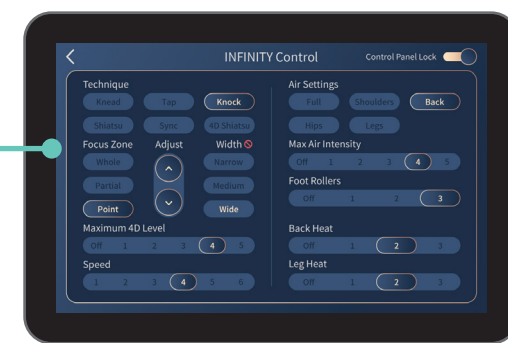 INFINITY Control
Control Panel Lock
Technique
Knead Tap Knock
Shiatsu Sync 4D Shiatsu
Focus Zone Adjust Width
Whole Narrow
Partial Medium
Point Wide
Maximum 4D Level
Off 1 2 3 4 5
Speed
1 2 3 4 5 6
Air Settings
Full Shoulders Back
Hips Legs
Max Air Intensity
Off 1 2 3 4 5
Foot Rollers
Off 1 2 3
Back Heat
Off 1 2 3
Leg Heat
Off 1 2 3